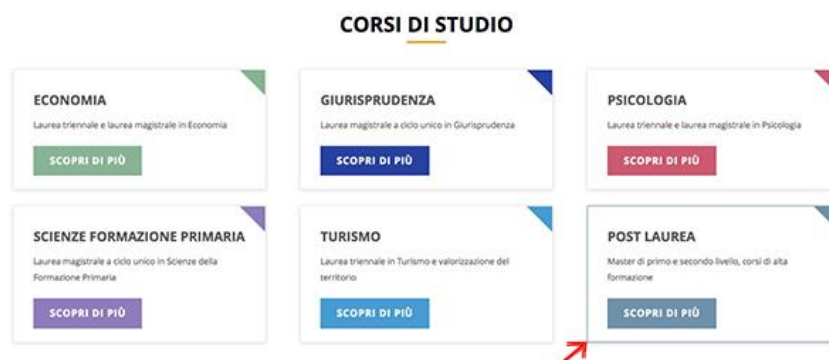 CORSI DI STUDIO
ECONOMIA
Laurea triennale e laurea magistrale in Economia
SCOPRI DI PIÙ
GIURISPRUDENZA
Laurea magistrale a ciclo unico in Giurisprudenza
SCOPRI DI PIÙ
PSICOLOGIA
Laurea triennale e laurea magistrale in Psicologia
SCOPRI DI PIÙ
SCIENZE FORMAZIONE PRIMARIA
Laurea magistrale a ciclo unico in Scienze della
Formazione Primaria
SCOPRI DI PIÙ
TURISMO
Laurea triennale in Turismo e valorizzazione del
territorio
SCOPRI DI PIÙ
POST LAUREA
Master di primo e secondo livello, corsi di alta
formazione
SCOPRI DI PIÙ